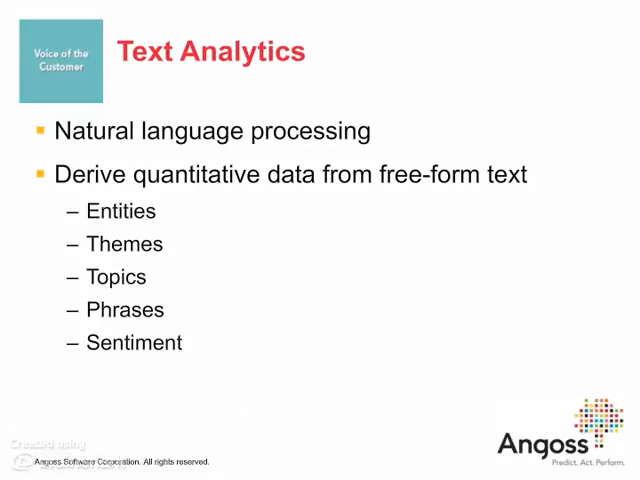 Voice of the
Customer
Text Analytics
Natural language processing
Derive quantitative data from free-form text
– Entities
– Themes
– Topics
– Phrases
– Sentiment
Created using
Angoss
Predict. Act. Perform.
Angoss Software Corporation. All rights reserved.